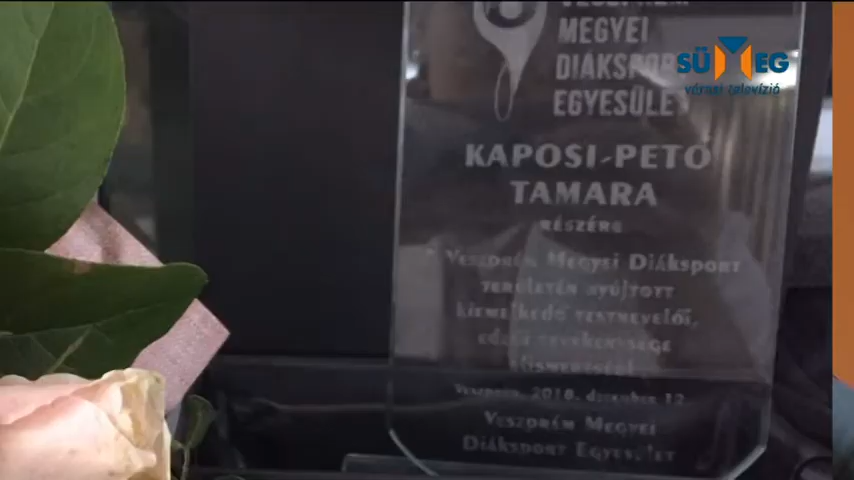 VESZPRÉM
MEGYEI
DIÁKSPORT
EGYESÜLET
SÜMEG
városi televízió
KAPOSI-PETŐ
TAMARA
RÉSZÉRE
VESZPRÉM MEGYEI DIÁKSPORT
TERÜLETÉN NYÚJTOTT
KIEMELKEDŐ TESTNEVELŐI,
EDZŐI TEVÉKENYSÉGE
ELISMERÉSÉÜL
VESZPRÉM, 2018. december 12.
VESZPRÉM MEGYEI
DIÁKSPORT EGYESÜLET